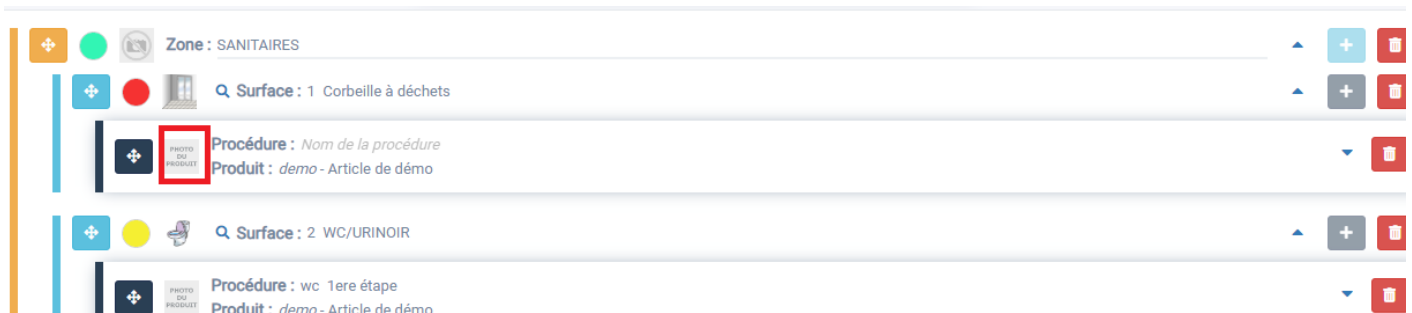 Zone : SANITAIRES
Surface : 1 Corbeille à déchets
PHOTO
DU
PRODUIT
Procédure : Nom de la procédure
Produit : demo - Article de démo
Surface : 2 WC/URINOIR
PHOTO
DU
PRODUIT
Procédure : wc 1ere étape
Produit : demo - Article de démo